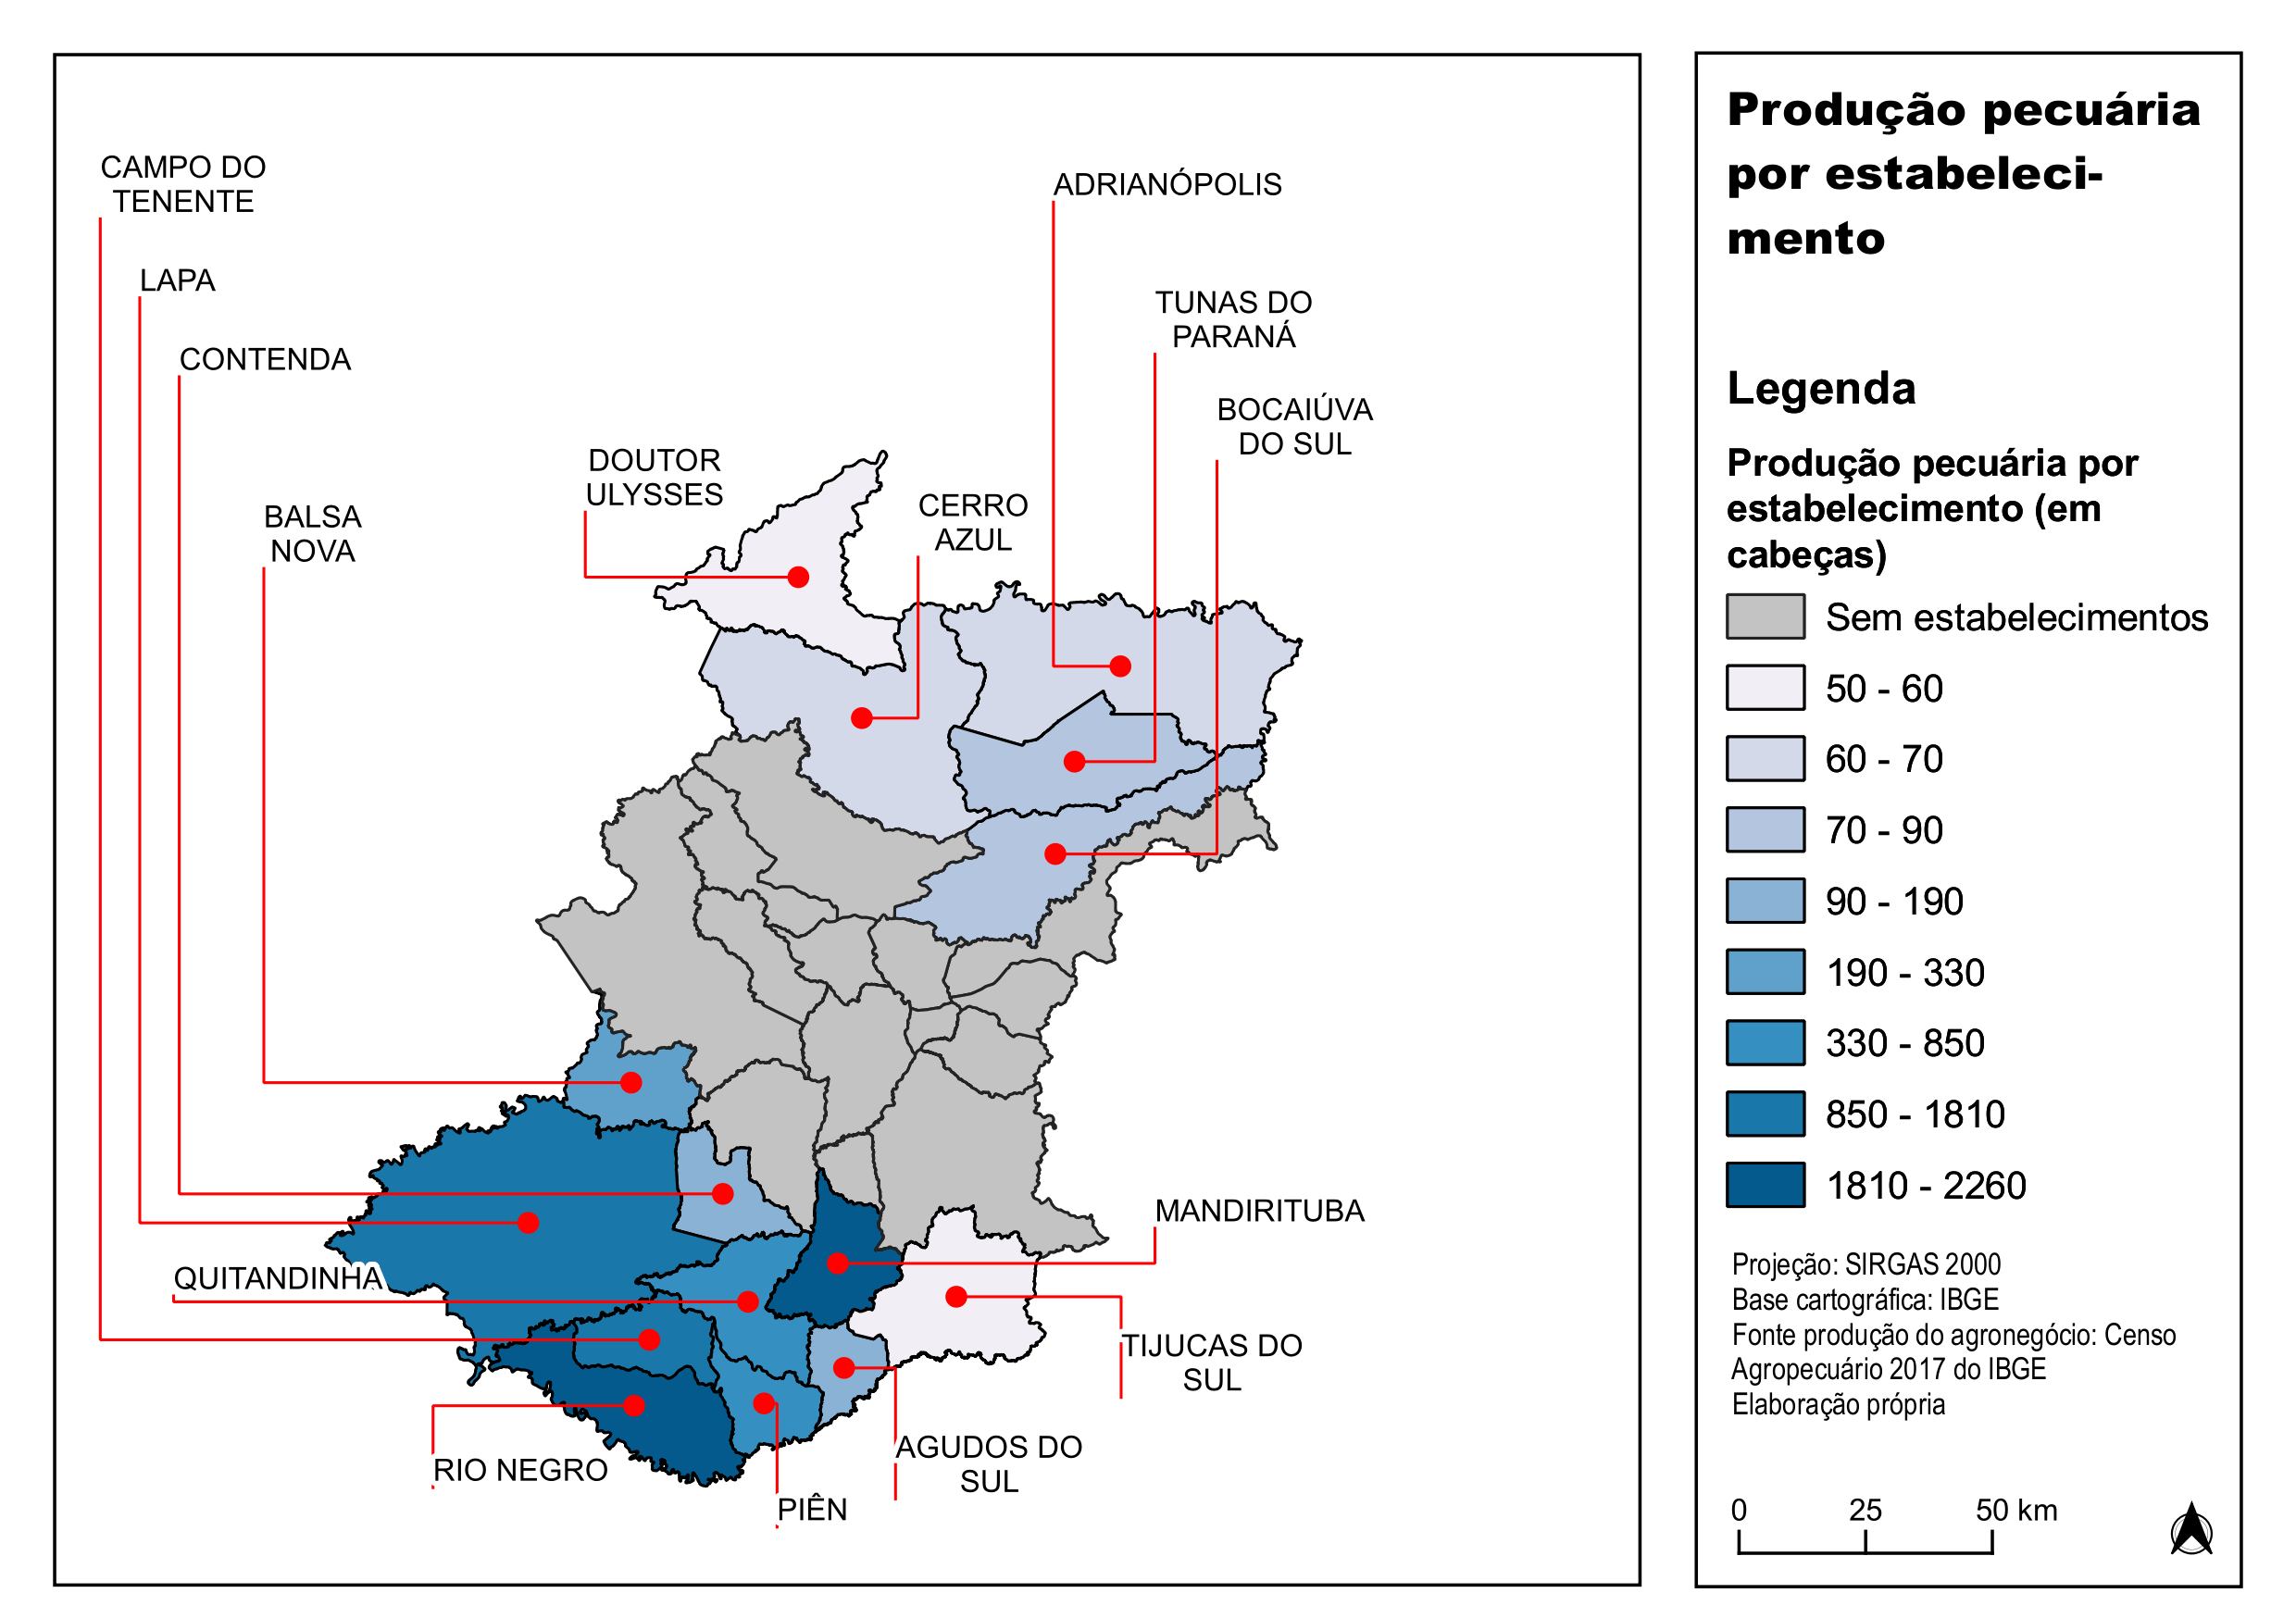 CAMPO DO
TENENTE
LAPA
CONTENDA
BALSA
NOVA
DOUTOR
ULYSSES
CERRO
AZUL
ADRIANÓPOLIS
TUNAS DO
PARANÁ
BOCAIÚVA
DO SUL
QUITANDINHA
MANDIRITUBA
TIJUCAS DO
SUL
AGUDOS DO
SUL
RIO NEGRO
PIÊN
Produção pecuária
por estabeleci-
mento
Legenda
Produção pecuária por
estabelecimento (em
cabeças)
Sem estabelecimentos
50 - 60
60 - 70
70 - 90
90 - 190
190 - 330
330 - 850
850 - 1810
1810 - 2260
Projeção: SIRGAS 2000
Base cartográfica: IBGE
Fonte produção do agronegócio: Censo
Agropecuário 2017 do IBGE
Elaboração própria
0 25 50 km